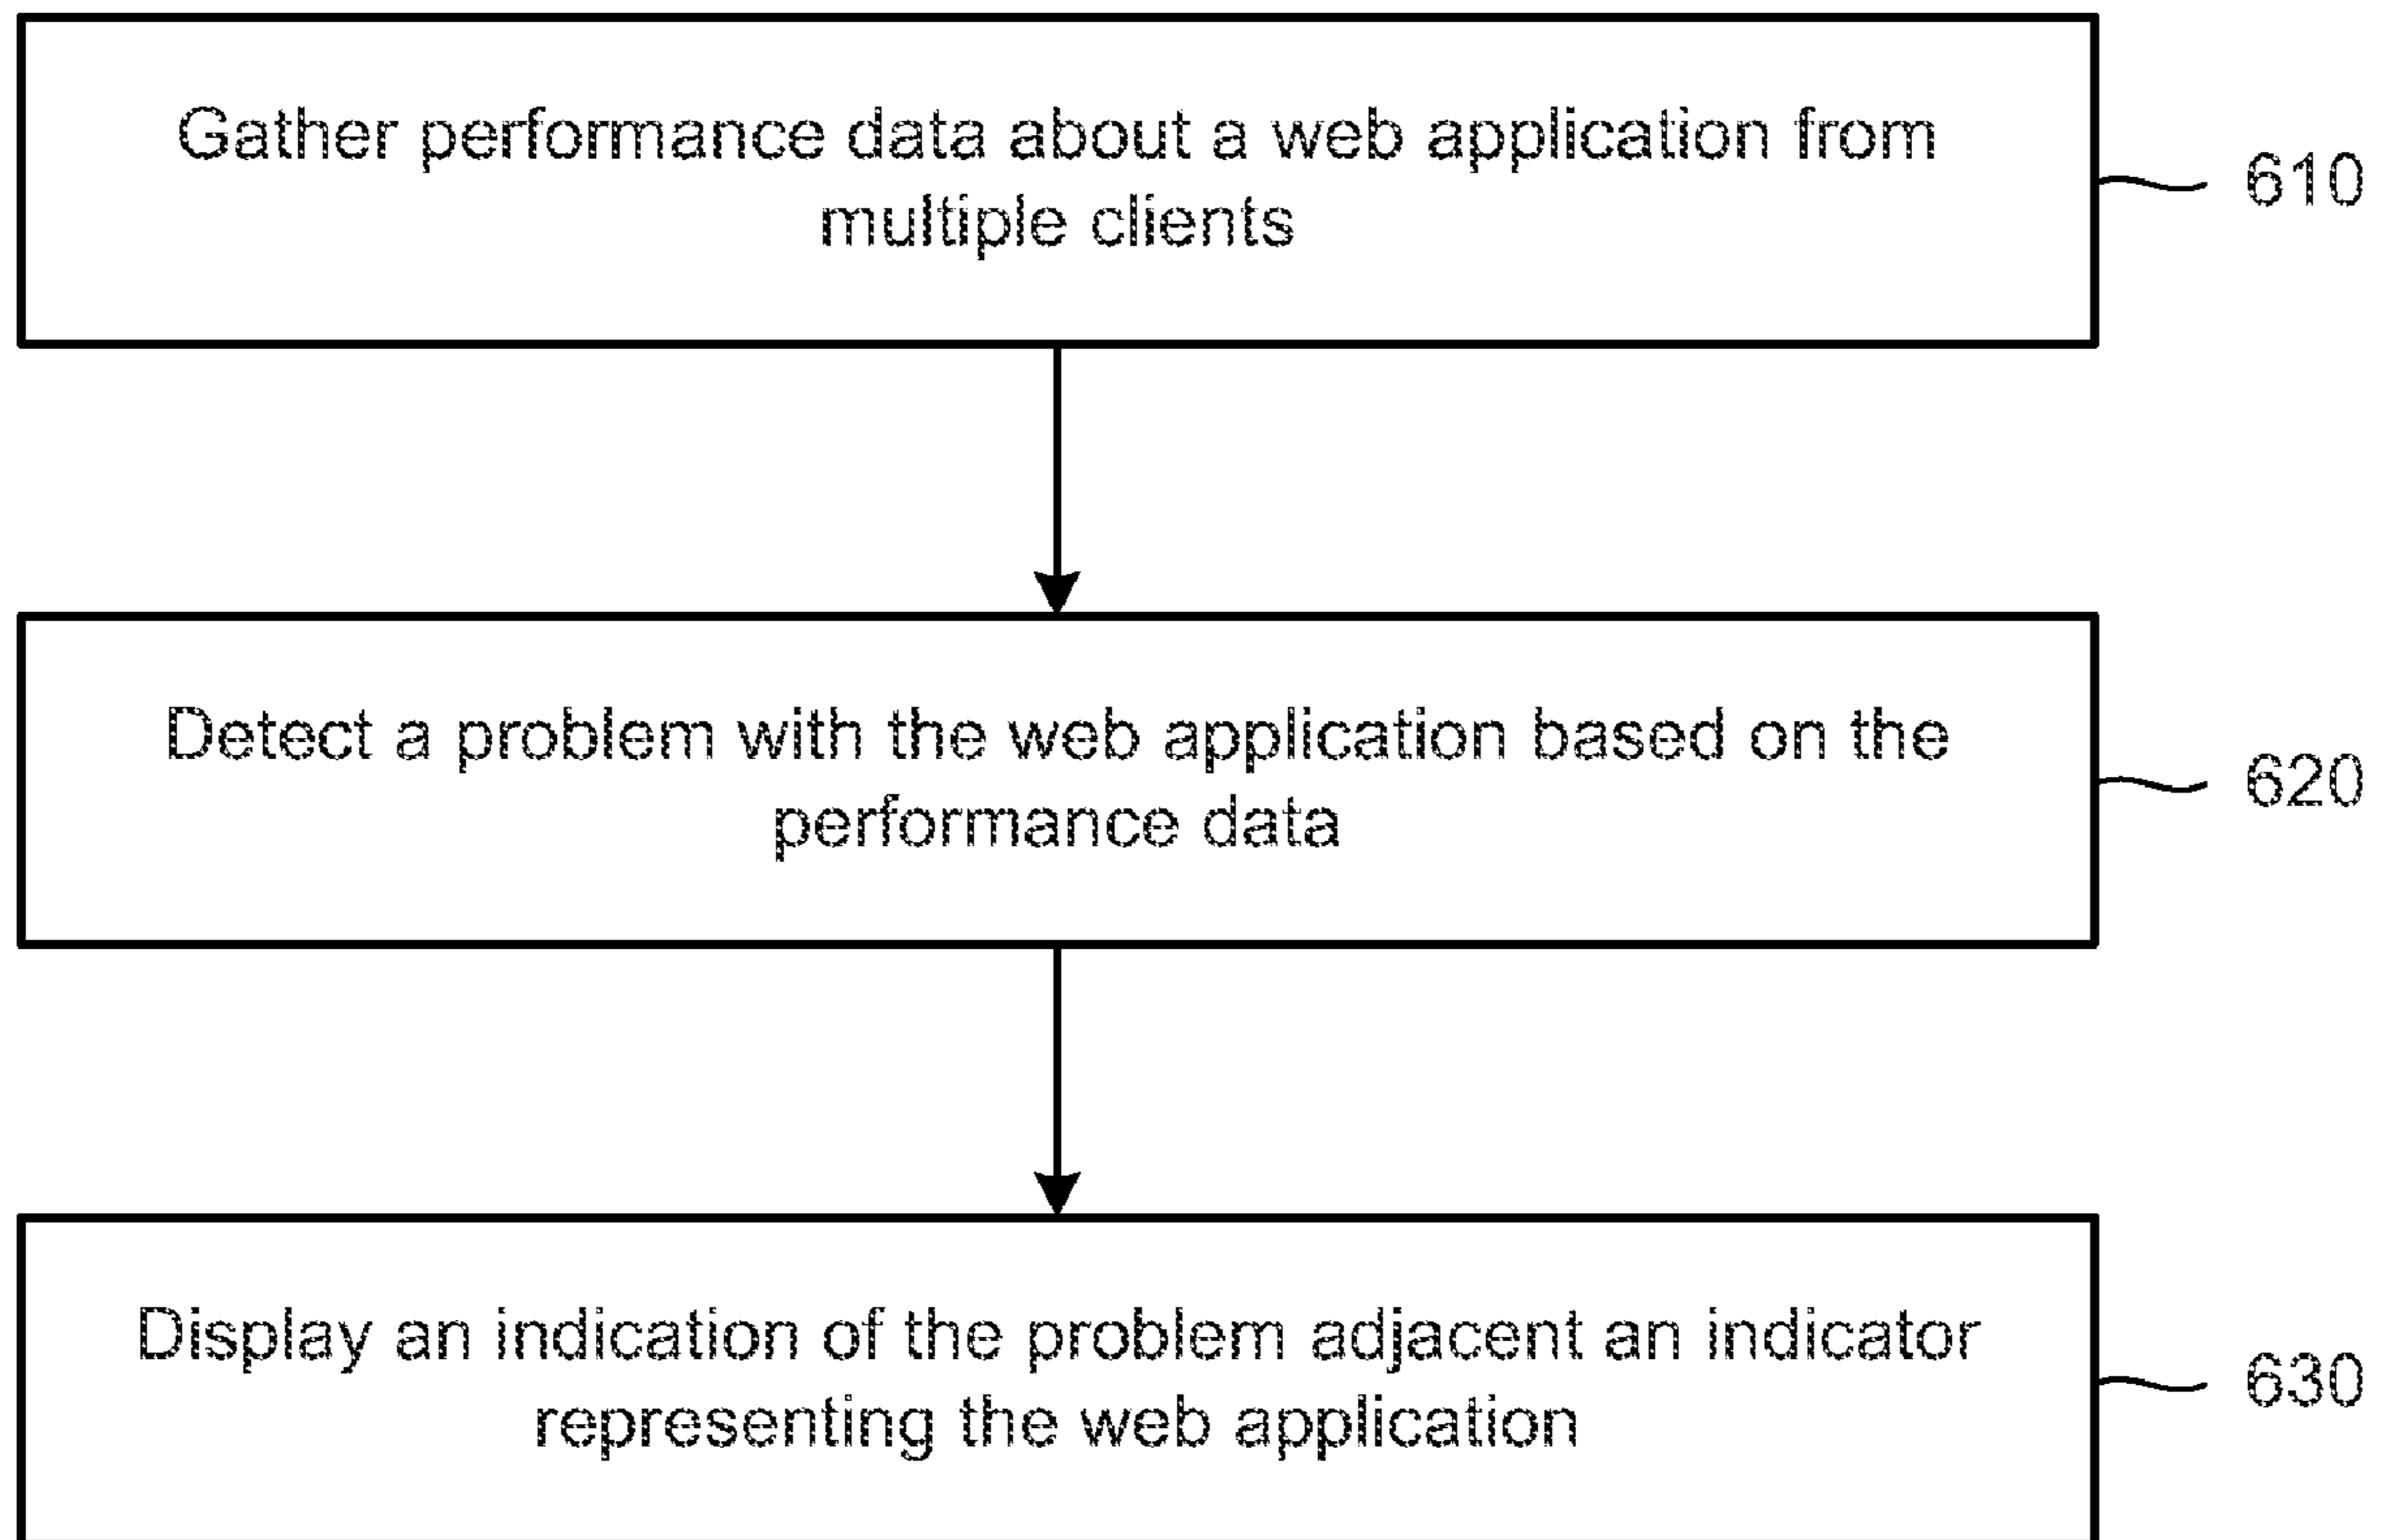 Gather performance data about a web application from
multiple clients
610
Detect a problem with the web application based on the
performance data
620
Display an indication of the problem adjacent an indicator
representing the web application
630